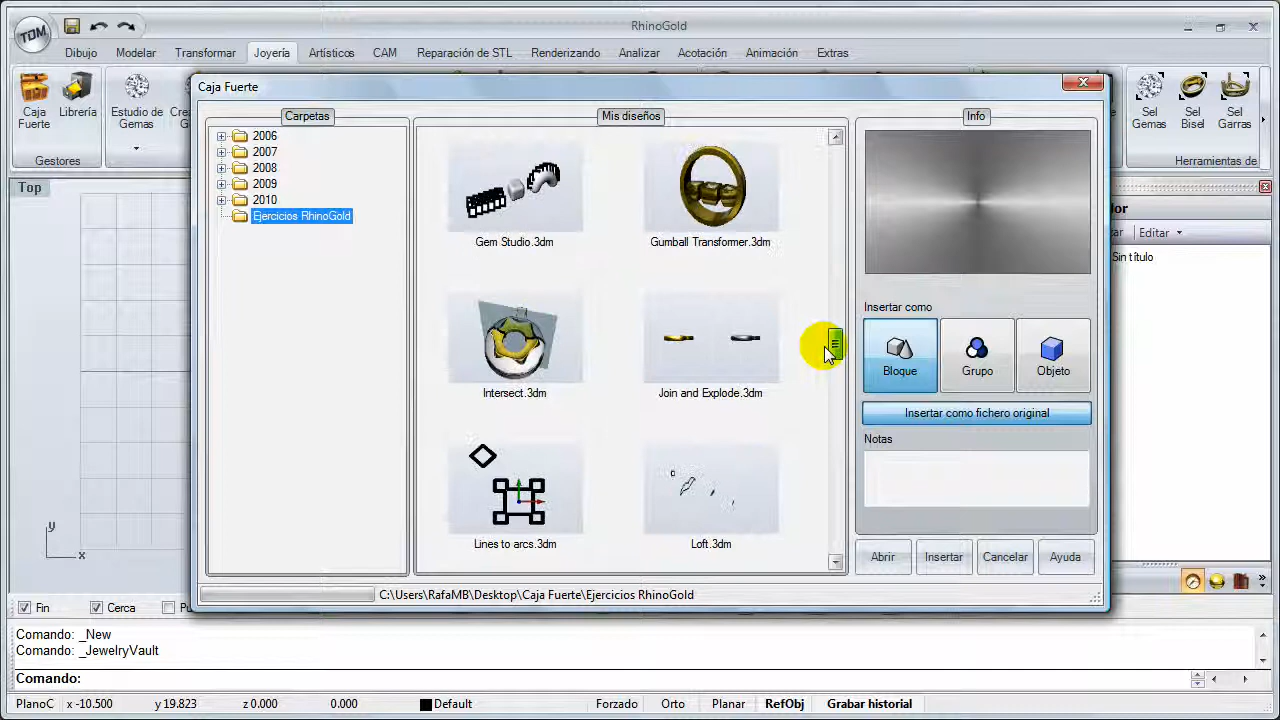 TDM
RhinoGold
Dibujo
Modelar
Transformar
Joyería
Artísticos
CAM
Reparación de STL
Renderizando
Analizar
Acotación
Animación
Extras
Caja
Fuerte
Librería
Gestores
Estudio de
Gemas
Sel
Gemas
Sel
Bisel
Sel
Garras
Herramientas de
Caja Fuerte
Carpetas
2006
2007
2008
2009
2010
Ejercicios RhinoGold
Mis diseños
Gem Studio.3dm
Gumball Transformer.3dm
Intersect.3dm
Join and Explode.3dm
Lines to arcs.3dm
Loft.3dm
Info
Insertar como
Bloque
Grupo
Objeto
Insertar como fichero original
Notas
Abrir
Insertar
Cancelar
Ayuda
C:\Users\RafaMB\Desktop\Caja Fuerte\Ejercicios RhinoGold
Top
y
x
Editar
Sin título
Fin
Cerca
Comando: _New
Comando: _JewelryVault
Comando:
PlanoC
x -10.500
y 19.823
z 0.000
0.000
Default
Forzado
Orto
Planar
RefObj
Grabar historial